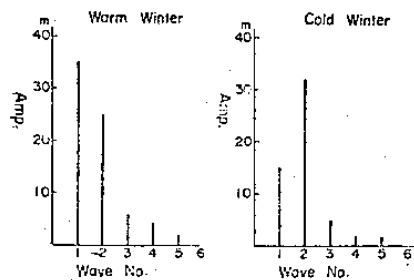 Warm Winter
m
40
30
20
10
Amp.
1 2 3 4 5 6
Wave No.
Cold Winter
m
40
30
20
10
Amp.
1 2 3 4 5 6
Wave No.